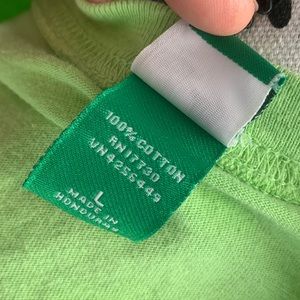 100% COTTON
RN17730
VN4256449
L
MADE IN
HONDURAS